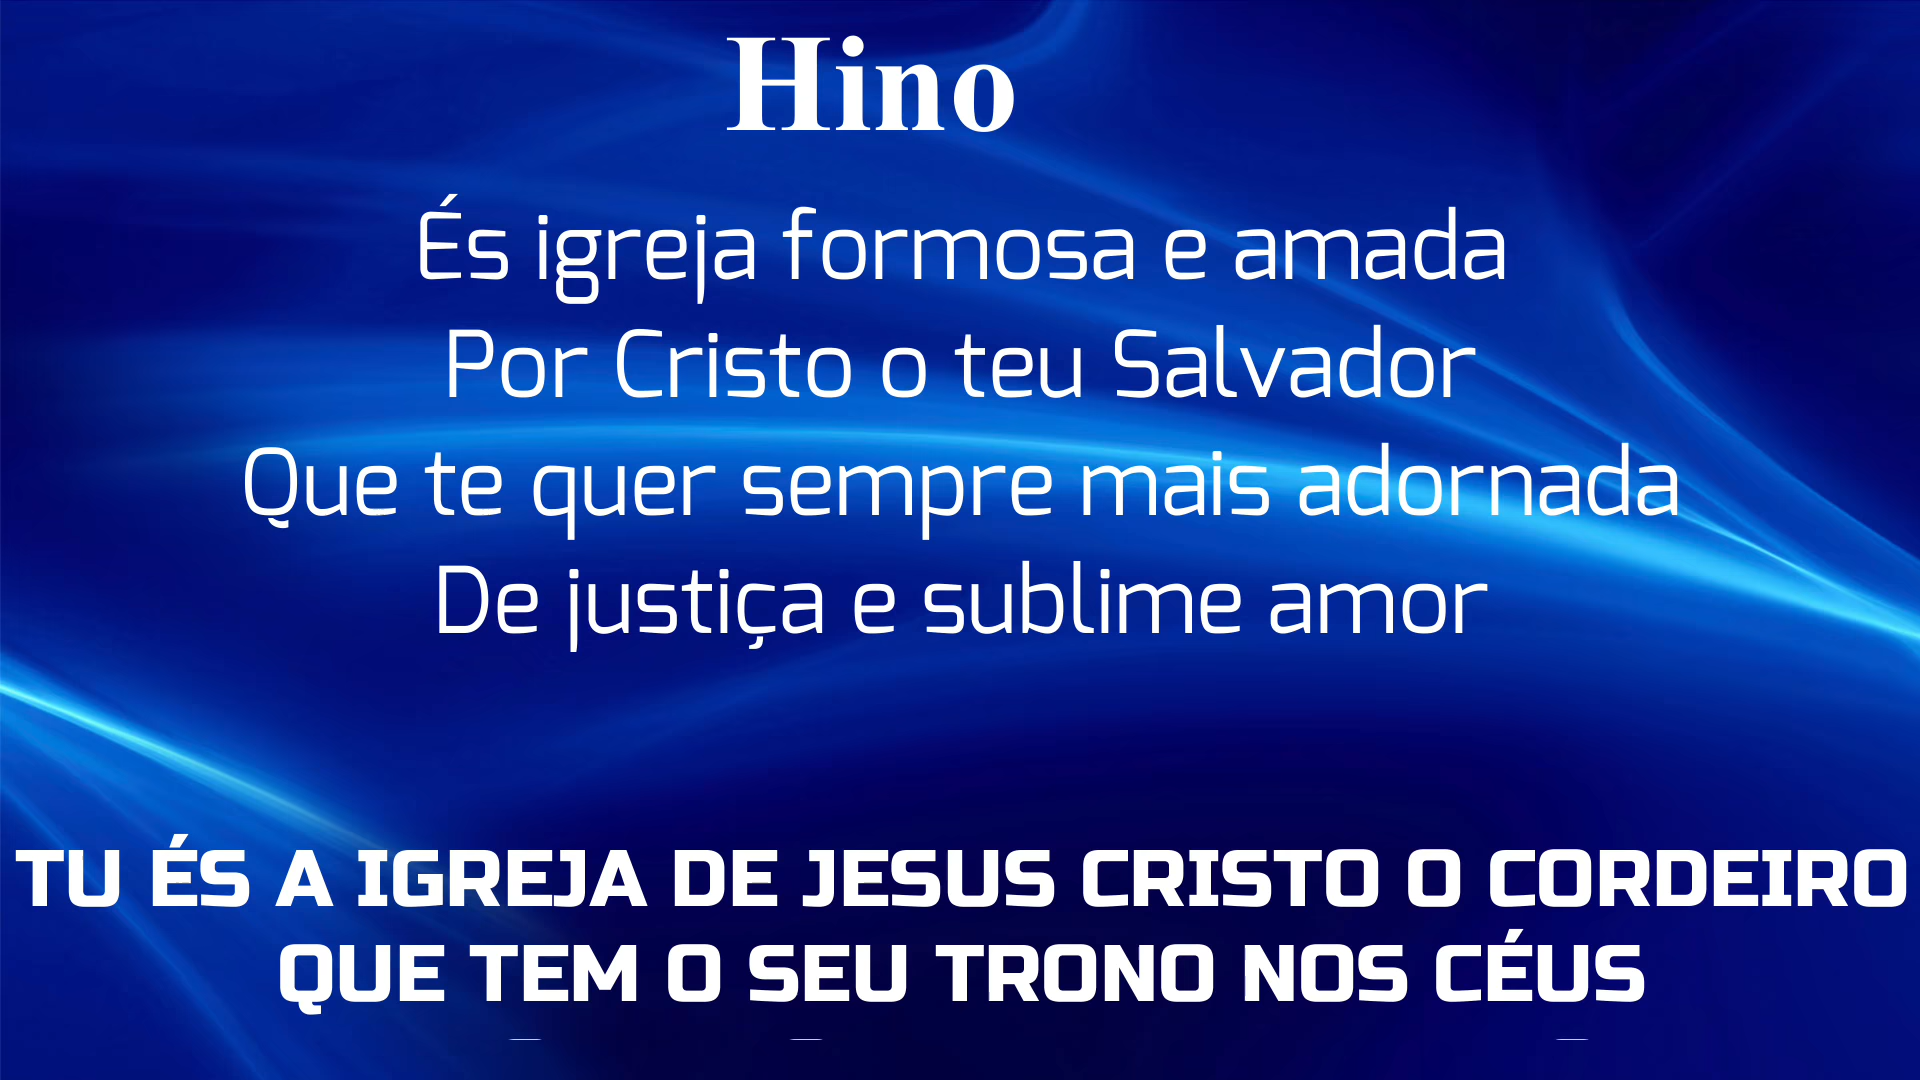 Hino
És igreja formosa e amada
Por Cristo o teu Salvador
Que te quer sempre mais adornada
De justiça e sublime amor
TU ÉS A IGREJA DE JESUS CRISTO O CORDEIRO
QUE TEM O SEU TRONO NOS CÉUS